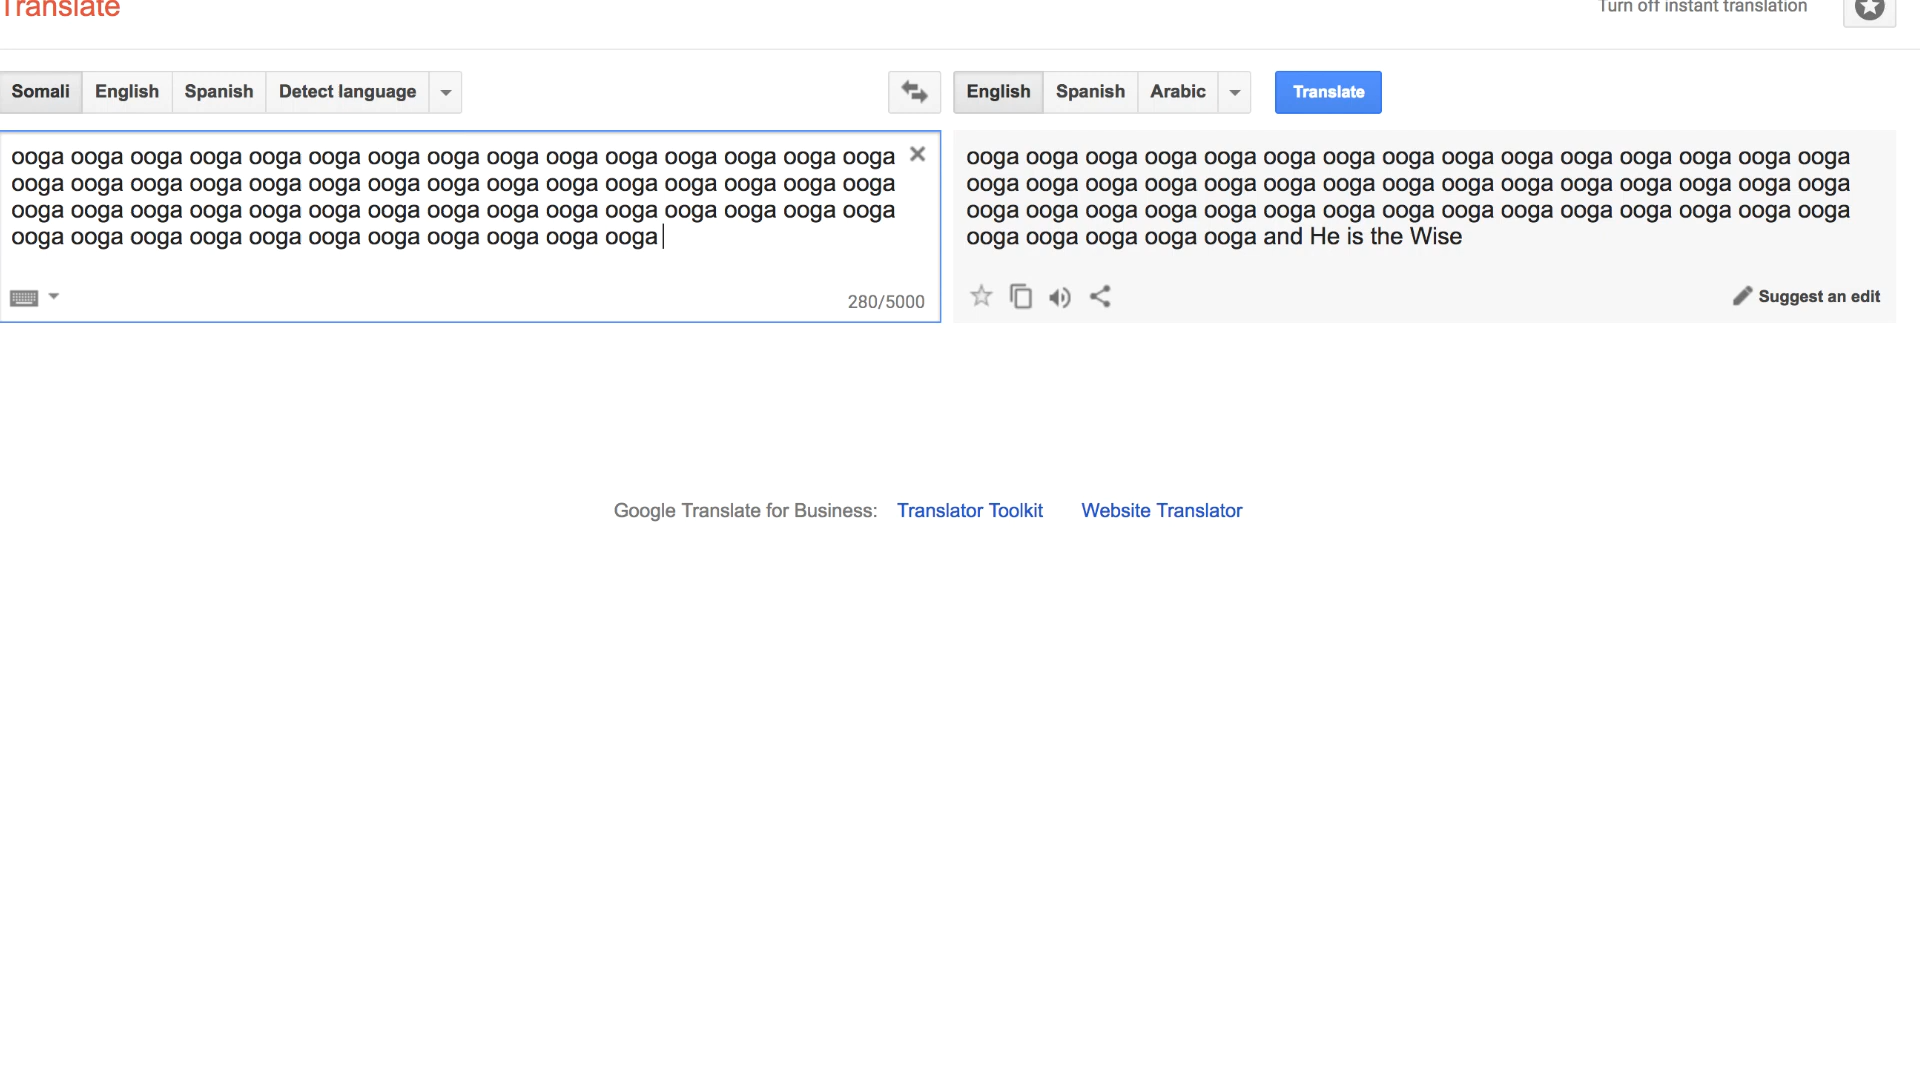 Translate
Turn off instant translation
Somali English Spanish Detect language
English Spanish Arabic Translate
ooga ooga ooga ooga ooga ooga ooga ooga ooga ooga ooga ooga ooga ooga ooga
ooga ooga ooga ooga ooga ooga ooga ooga ooga ooga ooga ooga ooga ooga ooga
ooga ooga ooga ooga ooga ooga ooga ooga ooga ooga ooga ooga ooga ooga ooga
ooga ooga ooga ooga ooga ooga ooga ooga ooga ooga ooga
280/5000
ooga ooga ooga ooga ooga ooga ooga ooga ooga ooga ooga ooga ooga ooga ooga
ooga ooga ooga ooga ooga ooga ooga ooga ooga ooga ooga ooga ooga ooga ooga
ooga ooga ooga ooga ooga ooga ooga ooga ooga ooga ooga ooga ooga ooga ooga
ooga ooga ooga ooga ooga and He is the Wise
Suggest an edit
Google Translate for Business: Translator Toolkit Website Translator